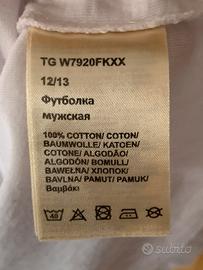 TG W7920FKXX
12/13
Футболка
мужская
100% COTTON/ COTON/
BAUMWOLLE/ KATOEN/
COTONE/ ALGODÃO/
ALGODÓN/ BOMULL/
BAWEŁNA/ ХЛОПОК/
BAVLNA/ PAMUT/ PAMUK/
Βαμβάκι
40
subito